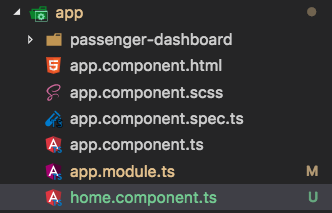 app
passenger-dashboard
app.component.html
app.component.scss
app.component.spec.ts
app.component.ts
app.module.ts M
home.component.ts U